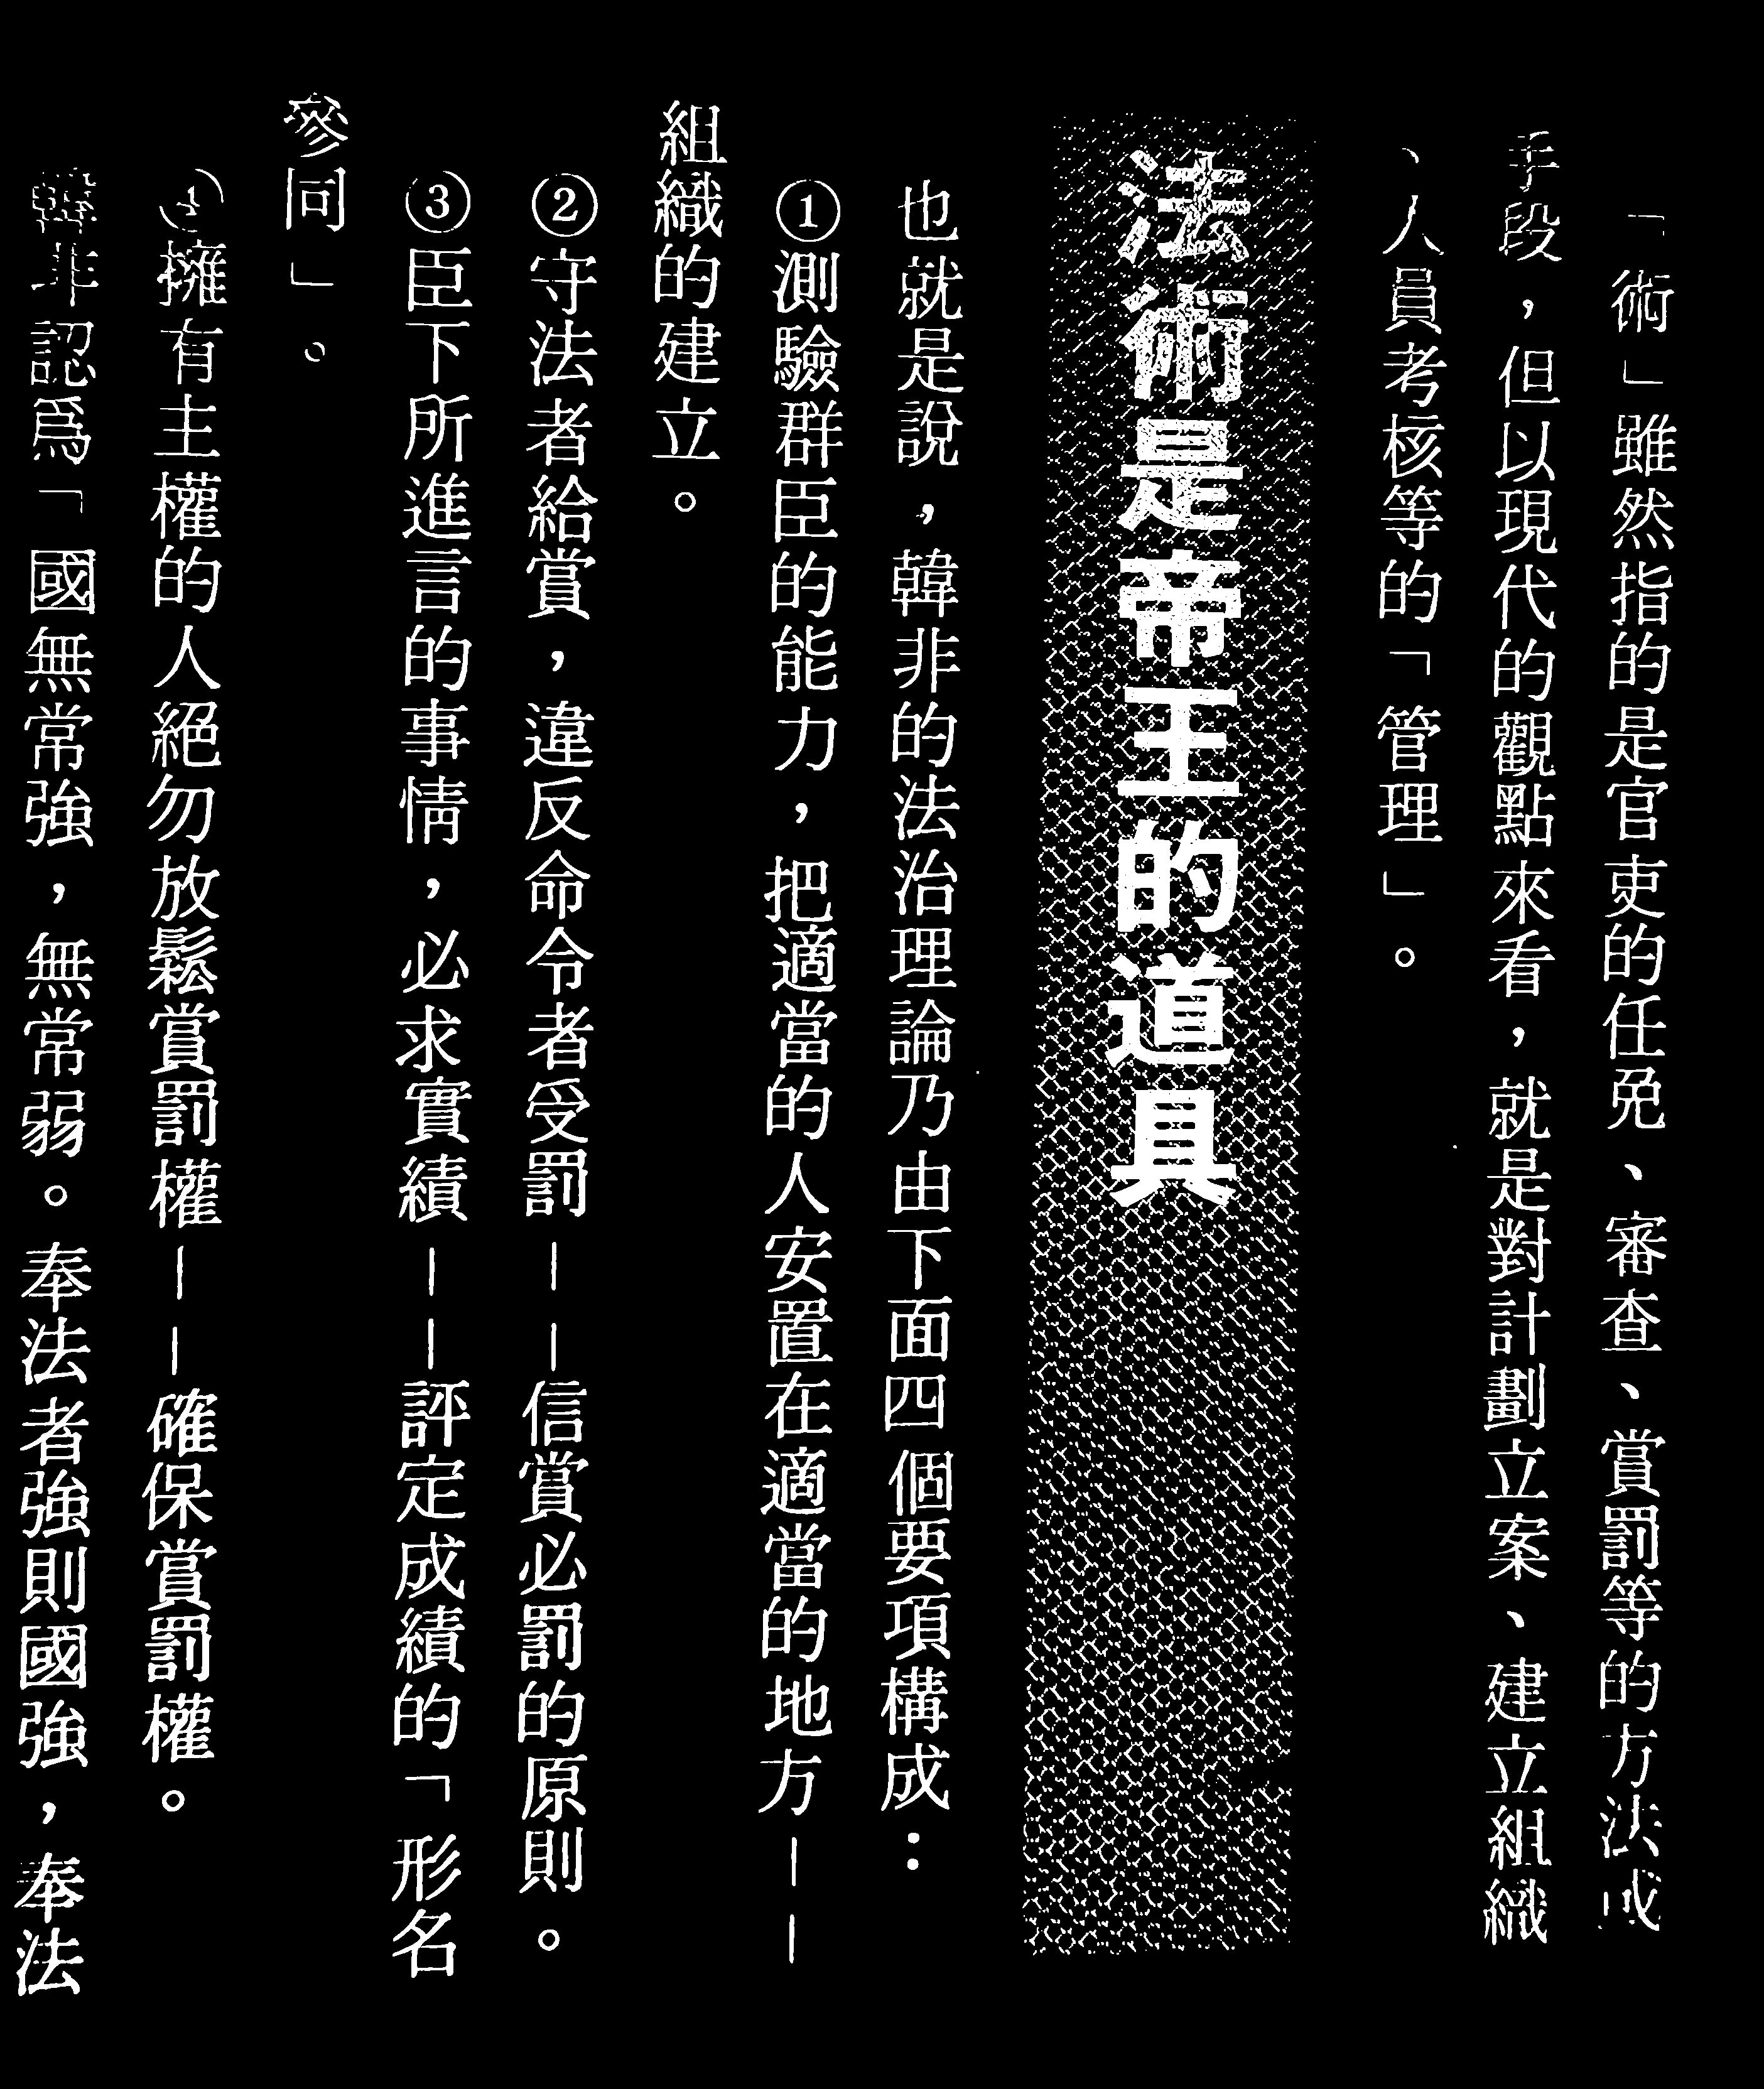 「術」雖然指的是官吏的任免、審查、賞罰等的方法或
手段，但以現代的觀點來看，就是對計劃立案、建立組織
、人員考核等的「管理」。
法術是帝王的道具
也就是說，韓非的法治理論乃由下面四個要項構成：
①測驗群臣的能力，把適當的人安置在適當的地方——
組織的建立。
②守法者給賞，違反命令者受罰——信賞必罰的原則。
③臣下所進言的事情，必求實績——評定成績的「形名
參同」。
④擁有主權的人絕勿放鬆賞罰權——確保賞罰權。
韓非認爲「國無常強，無常弱。奉法者強則國強，奉法